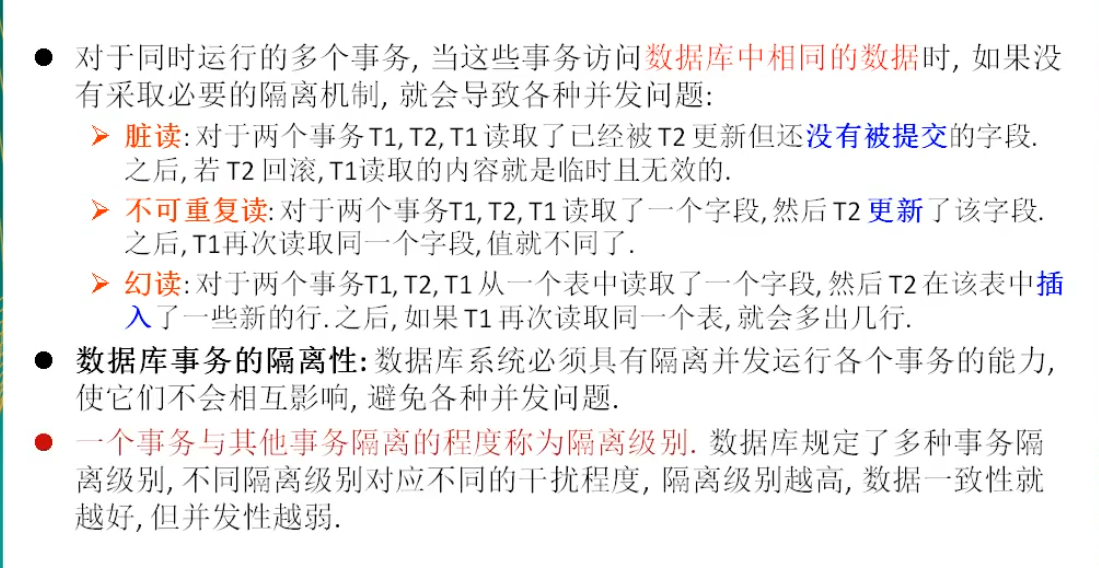 对于同时运行的多个事务, 当这些事务访问数据库中相同的数据时, 如果没
有采取必要的隔离机制, 就会导致各种并发问题:
脏读: 对于两个事务 T1, T2, T1 读取了已经被 T2 更新但还没有被提交的字段.
之后, 若 T2 回滚, T1读取的内容就是临时且无效的.
不可重复读: 对于两个事务T1, T2, T1 读取了一个字段, 然后 T2 更新了该字段.
之后, T1再次读取同一个字段, 值就不同了.
幻读: 对于两个事务T1, T2, T1 从一个表中读取了一个字段, 然后 T2 在该表中插
入了一些新的行. 之后, 如果 T1 再次读取同一个表, 就会多出几行.
数据库事务的隔离性: 数据库系统必须具有隔离并发运行各个事务的能力,
使它们不会相互影响, 避免各种并发问题.
一个事务与其他事务隔离的程度称为隔离级别. 数据库规定了多种事务隔
离级别, 不同隔离级别对应不同的干扰程度, 隔离级别越高, 数据一致性就
越好, 但并发性越弱.